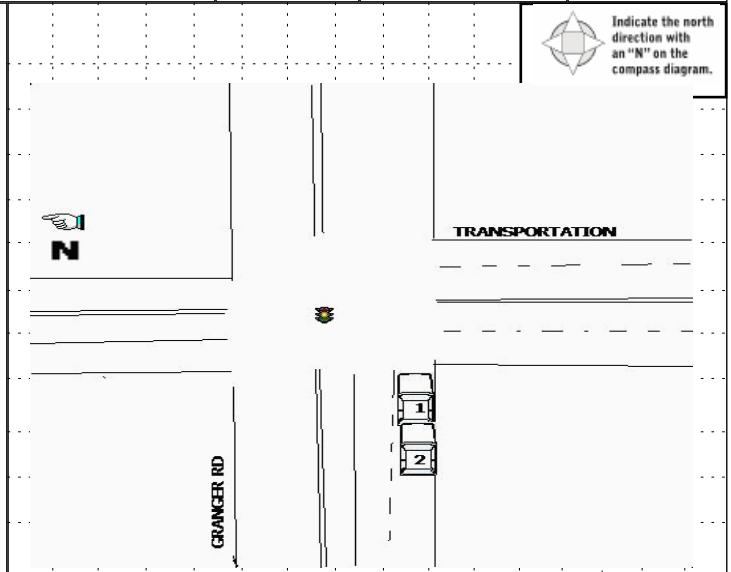 Indicate the north
direction with
an “N” on the
compass diagram.
N
TRANSPORTATION
1
2
GRANGER RD